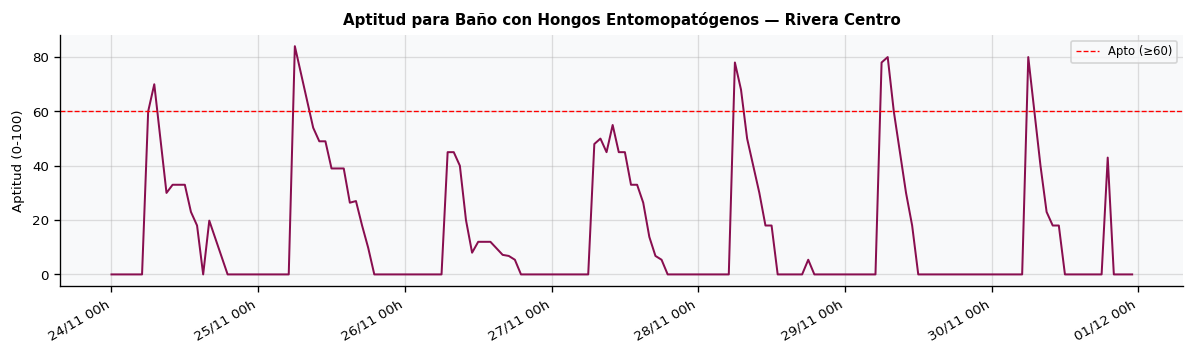 Aptitud para Baño con Hongos Entomopatógenos — Rivera Centro
Apto (≥60)
Aptitud (0-100)
80
60
40
20
0
24/11 00h
25/11 00h
26/11 00h
27/11 00h
28/11 00h
29/11 00h
30/11 00h
01/12 00h